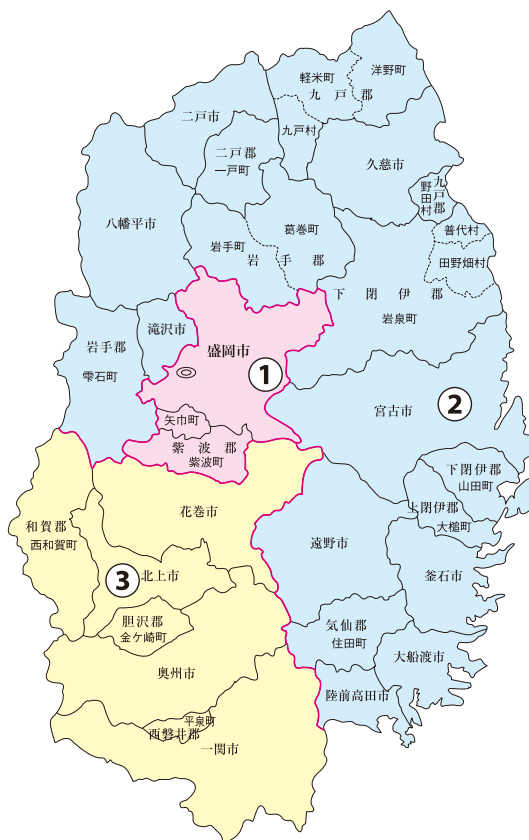 洋野町
軽米町
九戸郡
二戸市
九戸村
二戸郡
一戸町
久慈市
九戸郡
野田村
八幡平市
葛巻町
普代村
岩手町
岩手郡
田野畑村
下閉伊郡
岩泉町
滝沢市
岩手郡
雫石町
盛岡市
1
宮古市
2
矢巾町
紫波郡
紫波町
下閉伊郡
山田町
上閉伊郡
大槌町
花巻市
和賀郡
西和賀町
遠野市
釜石市
北上市
3
胆沢郡
金ケ崎町
気仙郡
住田町
大船渡市
奥州市
陸前高田市
平泉町
西磐井郡
一関市